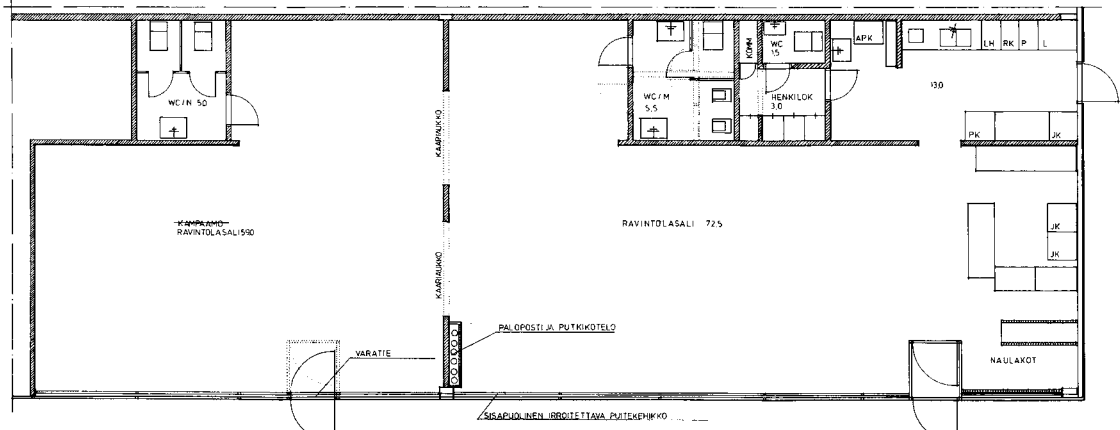 WC/N 5,0
KOMM
WC
1,5
APK
LH RK P L
WC/M
5,5
HENKILÖK.
3,0
13,0
KAARIAUKKO
PK
JK
KAMPAAMO
RAVINTOLASALI 59,0
RAVINTOLASALI 72,5
JK
JK
KAARIAUKKO
PALOPOSTI JA PUTKIKOTELO
VARATIE
NAULAKOT
SISÄPUOLINEN IRROITETTAVA PUITEKEHIKKO